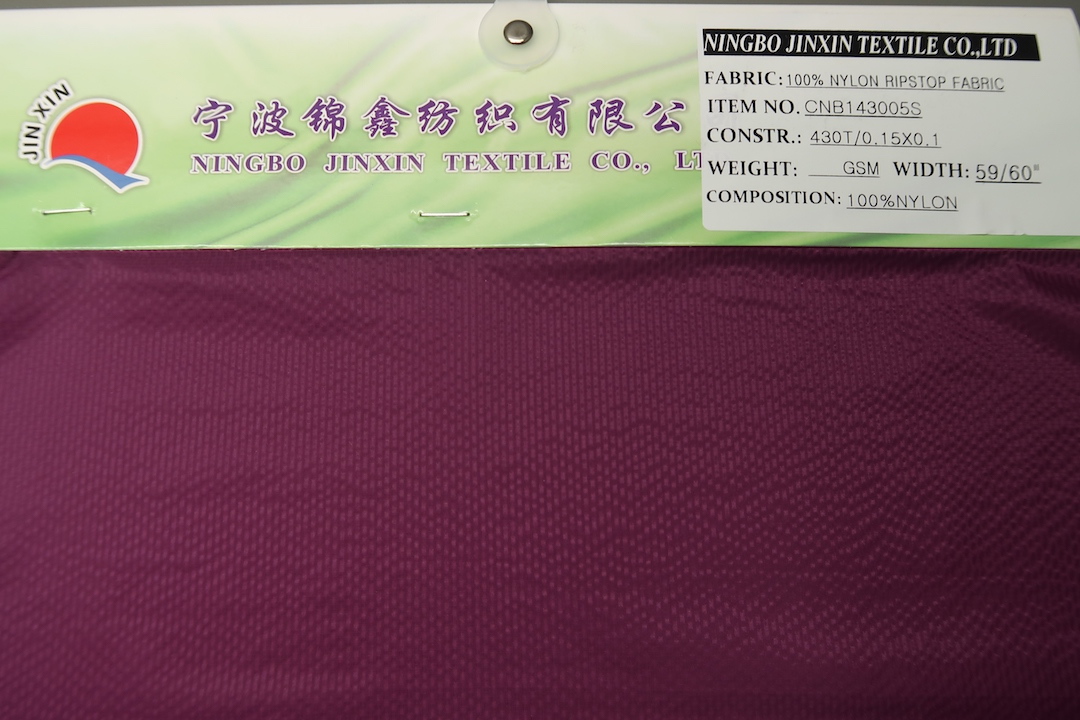 JIN XIN
宁波锦鑫纺织有限公
NINGBO JINXIN TEXTILE CO.,
NINGBO JINXIN TEXTILE CO.,LTD
FABRIC: 100% NYLON RIPSTOP FABRIC
ITEM NO. CNB143005S
CONSTR.: 430T/0.15X0.1
WEIGHT: GSM WIDTH: 59/60"
COMPOSITION: 100%NYLON